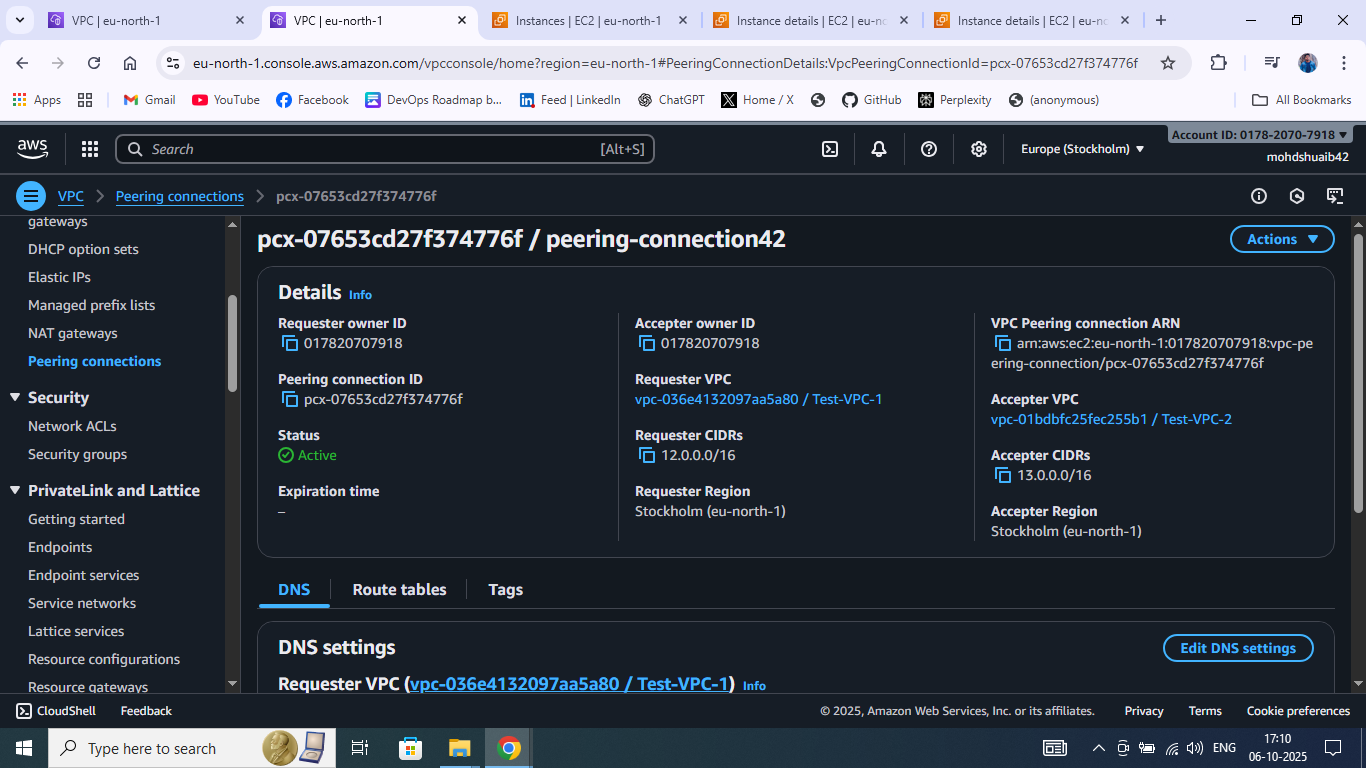 VPC | eu-north-1
VPC | eu-north-1
Instances | EC2 | eu-north-1
Instance details | EC2 | eu-no
Instance details | EC2 | eu-no
eu-north-1.console.aws.amazon.com/vpcconsole/home?region=eu-north-1#PeeringConnectionDetails:VpcPeeringConnectionId=pcx-07653cd27f374776f
Apps
Gmail
YouTube
Facebook
DevOps Roadmap b...
Feed | LinkedIn
ChatGPT
Home / X
GitHub
Perplexity
(anonymous)
All Bookmarks
aws
Search
[Alt+S]
Europe (Stockholm)
Account ID: 0178-2070-7918
mohdshuaib42
VPC
Peering connections
pcx-07653cd27f374776f
gateways
DHCP option sets
Elastic IPs
Managed prefix lists
NAT gateways
Peering connections
Security
Network ACLs
Security groups
PrivateLink and Lattice
Getting started
Endpoints
Endpoint services
Service networks
Lattice services
Resource configurations
Resource gateways
pcx-07653cd27f374776f / peering-connection42
Actions
Details Info
Requester owner ID
017820707918
Peering connection ID
pcx-07653cd27f374776f
Status
Active
Expiration time
–
Accepter owner ID
017820707918
Requester VPC
vpc-036e4132097aa5a80 / Test-VPC-1
Requester CIDRs
12.0.0.0/16
Requester Region
Stockholm (eu-north-1)
VPC Peering connection ARN
arn:aws:ec2:eu-north-1:017820707918:vpc-pe
ering-connection/pcx-07653cd27f374776f
Accepter VPC
vpc-01bdbfc25fec255b1 / Test-VPC-2
Accepter CIDRs
13.0.0.0/16
Accepter Region
Stockholm (eu-north-1)
DNS
Route tables
Tags
DNS settings
Edit DNS settings
Requester VPC (vpc-036e4132097aa5a80 / Test-VPC-1) Info
CloudShell
Feedback
© 2025, Amazon Web Services, Inc. or its affiliates.
Privacy
Terms
Cookie preferences
Type here to search
ENG
17:10
06-10-2025